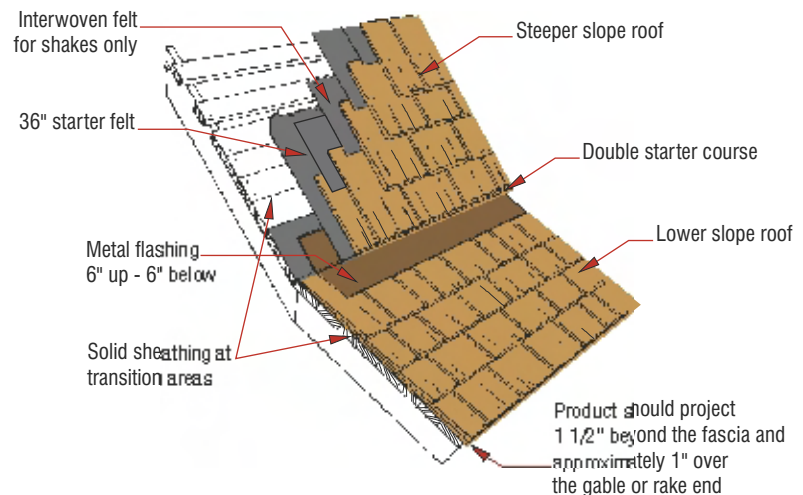 Interwoven felt
for shakes only
Steeper slope roof
36" starter felt
Double starter course
Lower slope roof
Metal flashing
6" up - 6" below
Solid sheathing at
transition areas
Product should project
1 1/2" beyond the fascia and
approximately 1" over
the gable or rake end